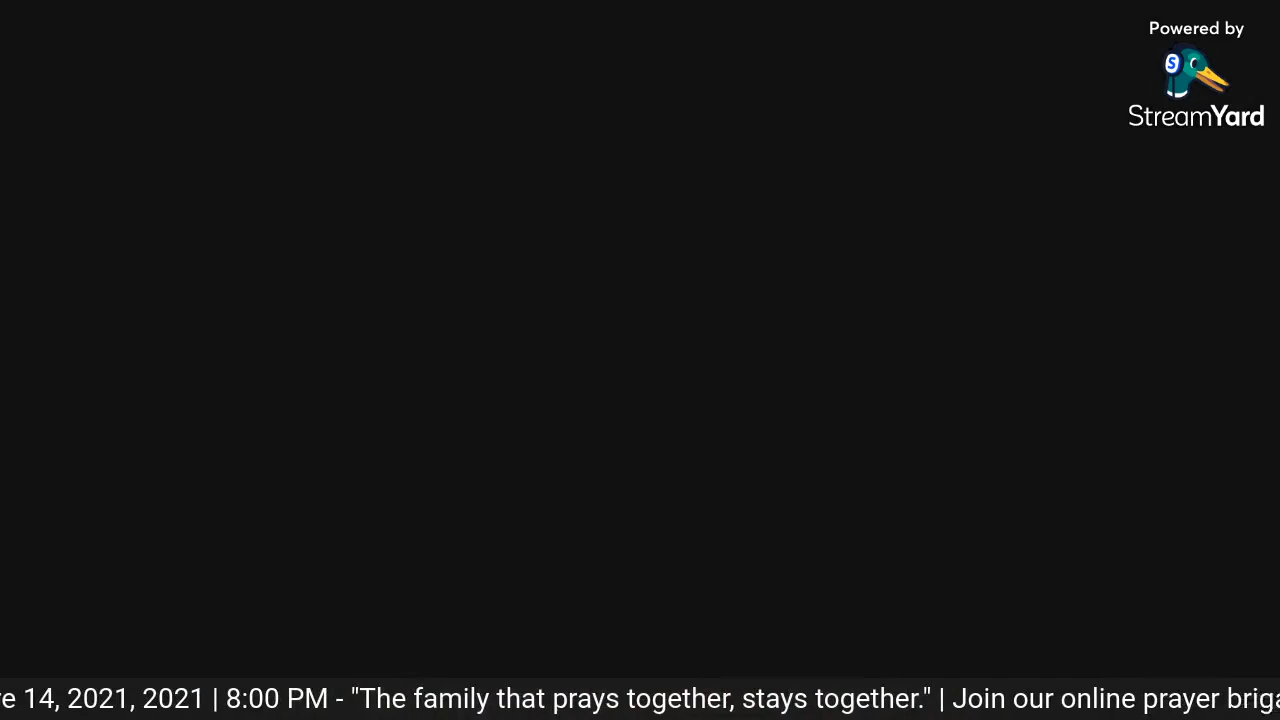 Powered by
StreamYard
14, 2021, 2021 | 8:00 PM - "The family that prays together, stays together." | Join our online prayer